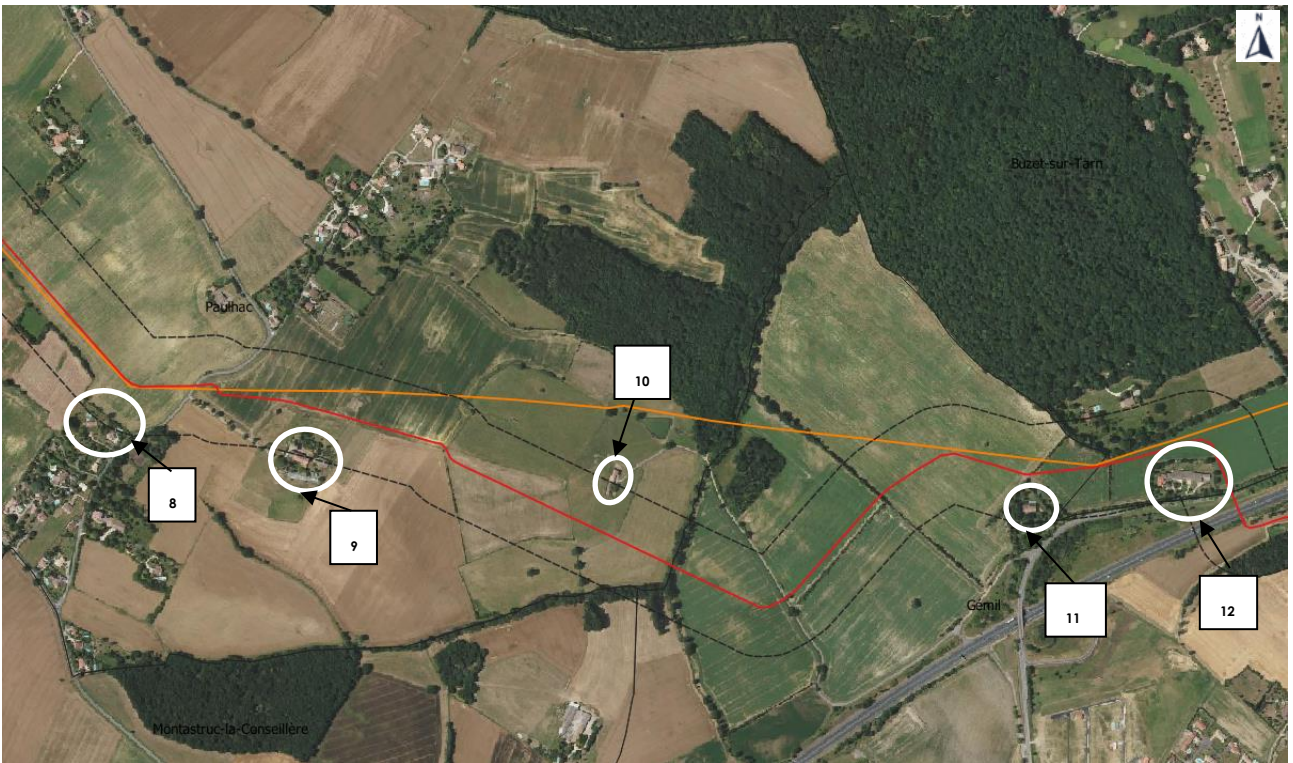 N
Buzet-sur-Tarn
Paulhac
10
8
9
11
12
Gémil
Montastruc-la-Conseillère